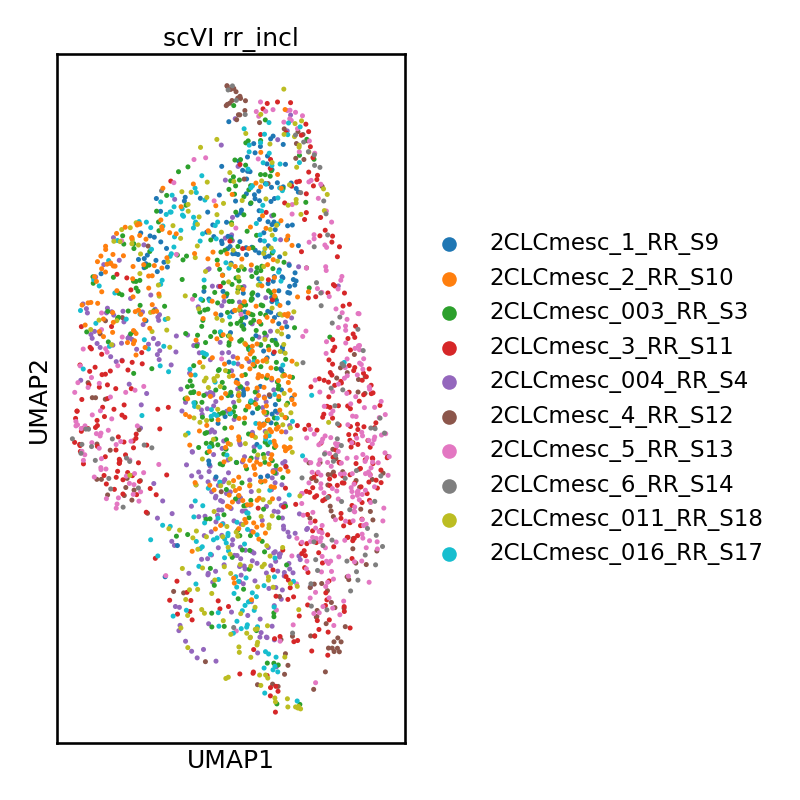 scVI rr_incl
2CLCmesc_1_RR_S9
2CLCmesc_2_RR_S10
2CLCmesc_003_RR_S3
2CLCmesc_3_RR_S11
2CLCmesc_004_RR_S4
2CLCmesc_4_RR_S12
2CLCmesc_5_RR_S13
2CLCmesc_6_RR_S14
2CLCmesc_011_RR_S18
2CLCmesc_016_RR_S17
UMAP2
UMAP1